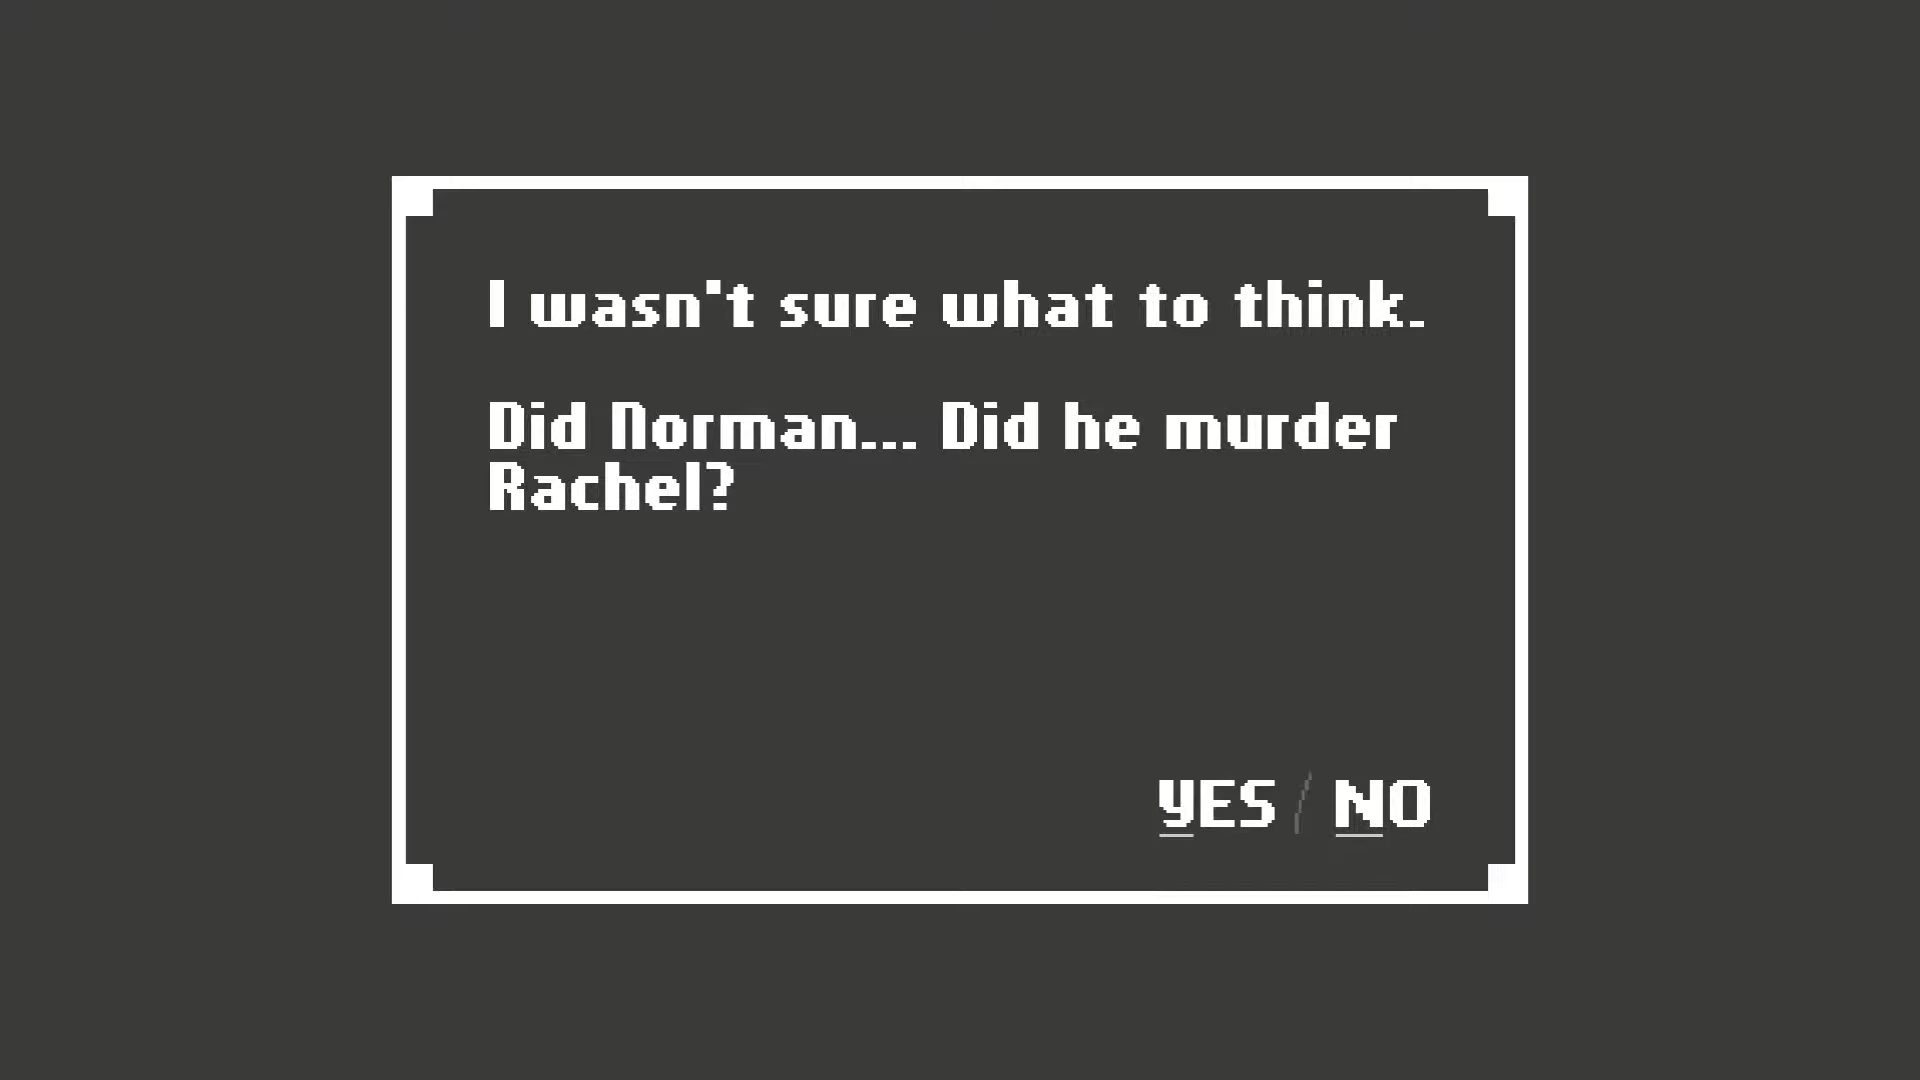 I wasn't sure what to think.
Did Norman... Did he murder
Rachel?
YES / NO